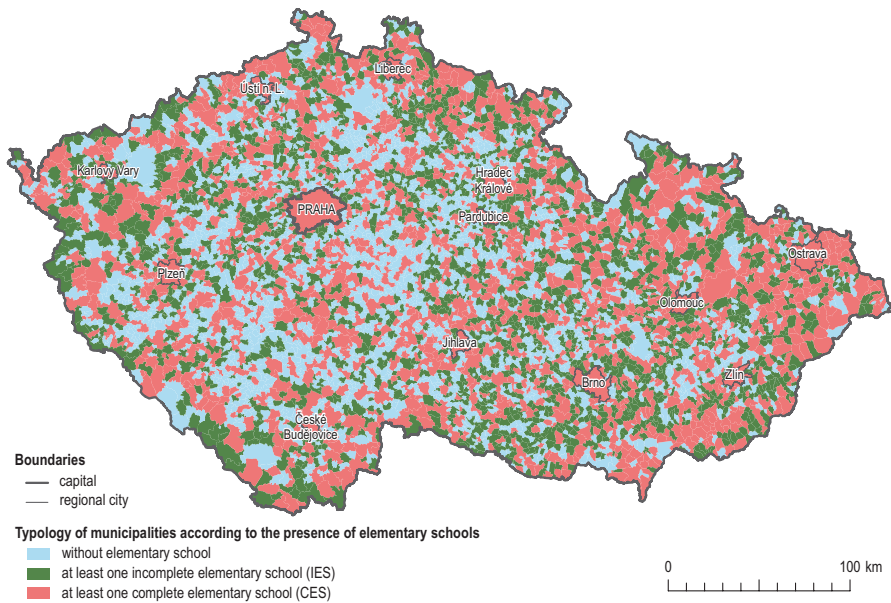 Liberec
Ústí n. L.
Karlovy Vary
Hradec
Králové
PRAHA
Pardubice
Plzeň
Ostrava
Olomouc
Jihlava
Brno
Zlín
České
Budějovice
Boundaries
capital
regional city
Typology of municipalities according to the presence of elementary schools
without elementary school
at least one incomplete elementary school (IES)
at least one complete elementary school (CES)
0 100 km